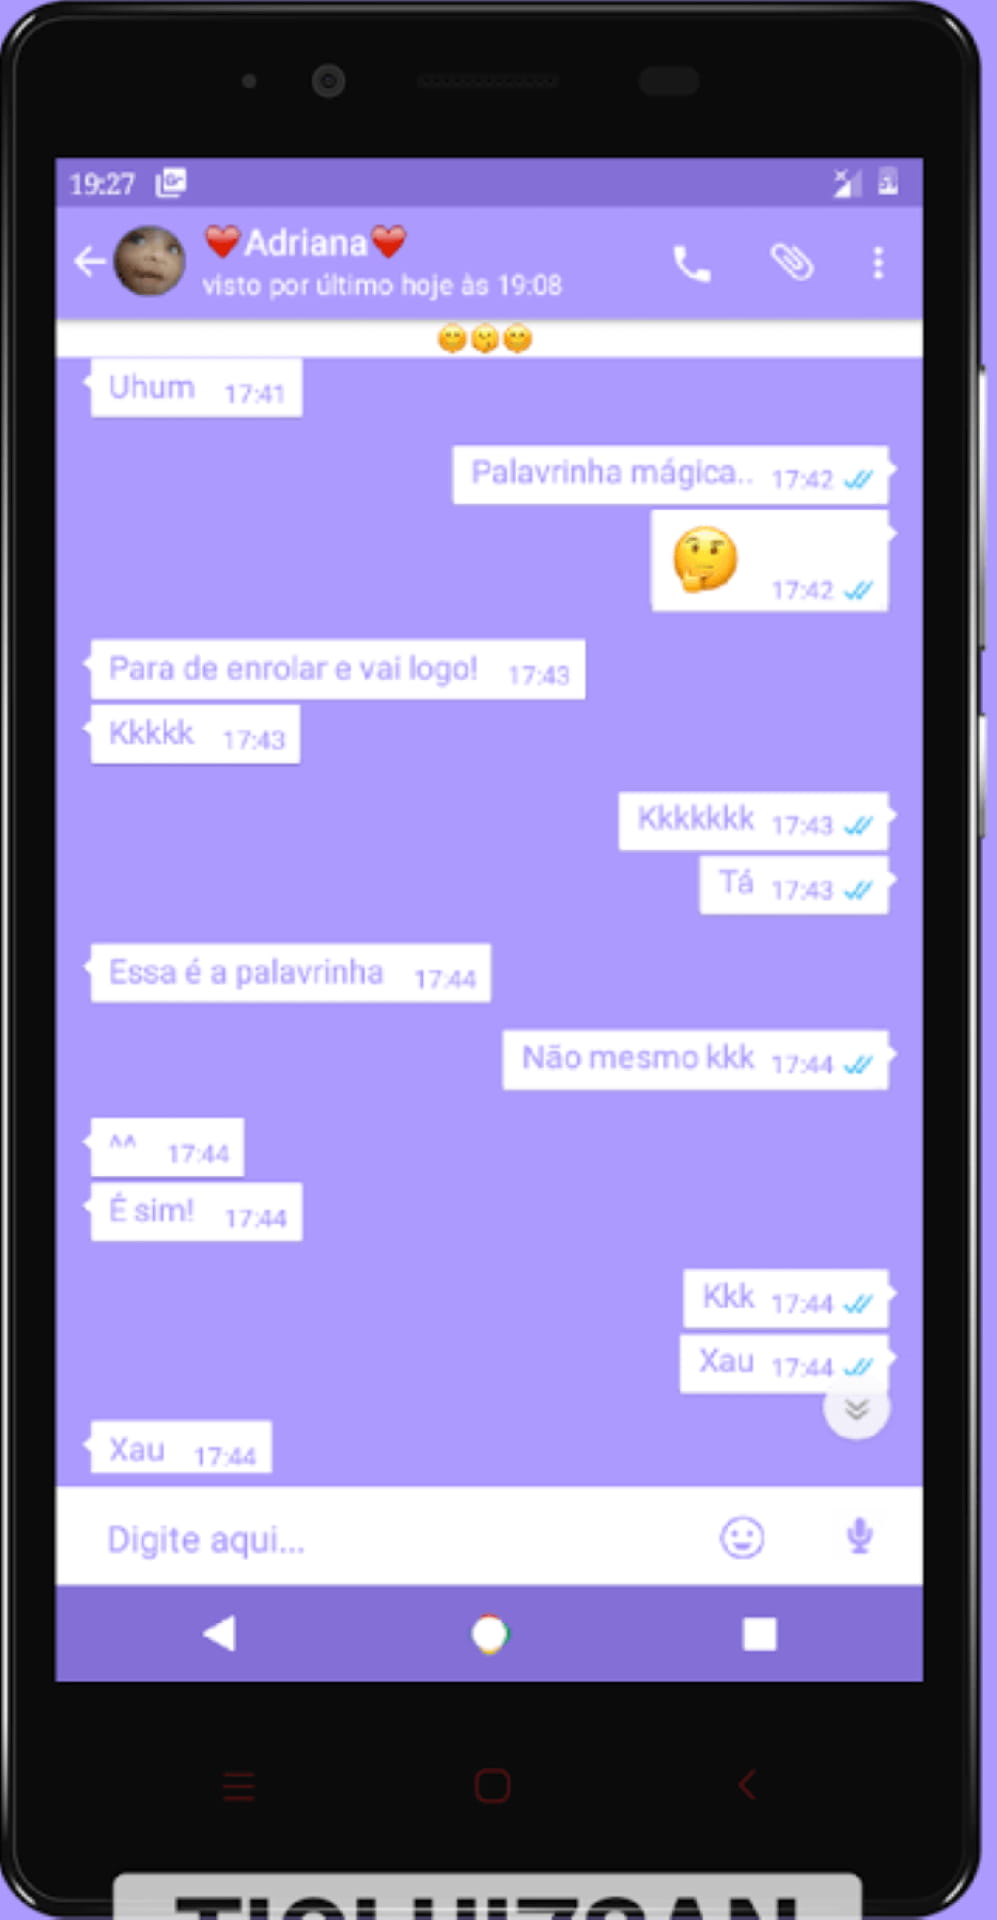 19:27
❤️Adriana❤️
visto por último hoje às 19:08
Uhum 17:41
Palavrinha mágica.. 17:42
🤔 17:42
Para de enrolar e vai logo! 17:43
Kkkkk 17:43
Kkkkkkk 17:43
Tá 17:43
Essa é a palavrinha 17:44
Não mesmo kkk 17:44
^^ 17:44
É sim! 17:44
Kkk 17:44
Xau 17:44
Xau 17:44
Digite aqui...